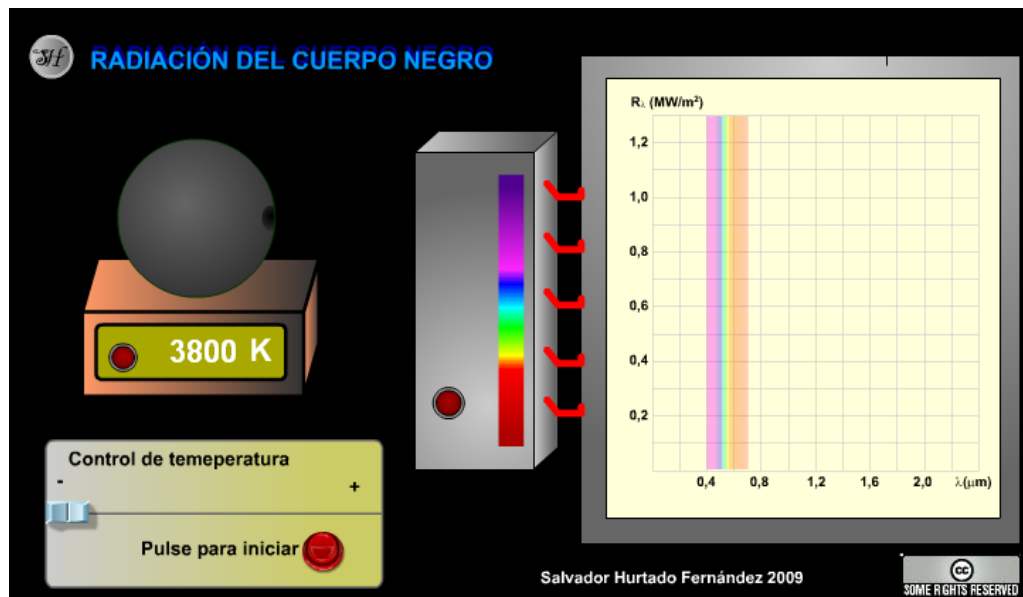 SH
RADIACIÓN DEL CUERPO NEGRO
3800 K
Control de temeperatura
- +
Pulse para iniciar
Rλ (MW/m²)
1,2
1,0
0,8
0,6
0,4
0,2
0,4 0,8 1,2 1,6 2,0 λ(μm)
Salvador Hurtado Fernández 2009
cc
SOME RIGHTS RESERVED